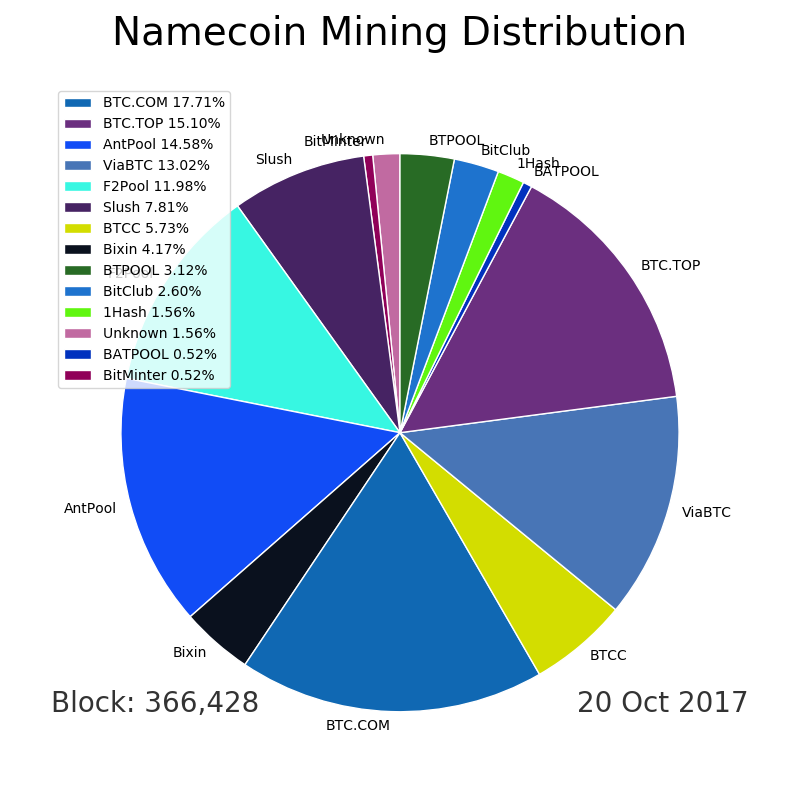 Namecoin Mining Distribution
BTC.COM 17.71%
BTC.TOP 15.10%
AntPool 14.58%
ViaBTC 13.02%
F2Pool 11.98%
Slush 7.81%
BTCC 5.73%
Bixin 4.17%
BTPOOL 3.12%
BitClub 2.60%
1Hash 1.56%
Unknown 1.56%
BATPOOL 0.52%
BitMinter 0.52%
Unknown
BitMinter
Slush
F2Pool
BTPOOL
BitClub
1Hash
BATPOOL
BTC.TOP
ViaBTC
AntPool
Bixin
BTCC
BTC.COM
Block: 366,428
20 Oct 2017